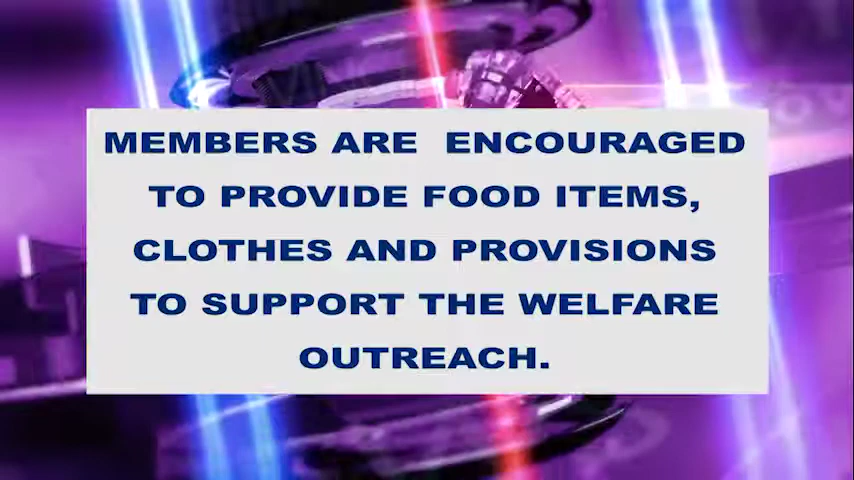 MEMBERS ARE  ENCOURAGED
TO PROVIDE FOOD ITEMS,
CLOTHES AND PROVISIONS
TO SUPPORT THE WELFARE
OUTREACH.